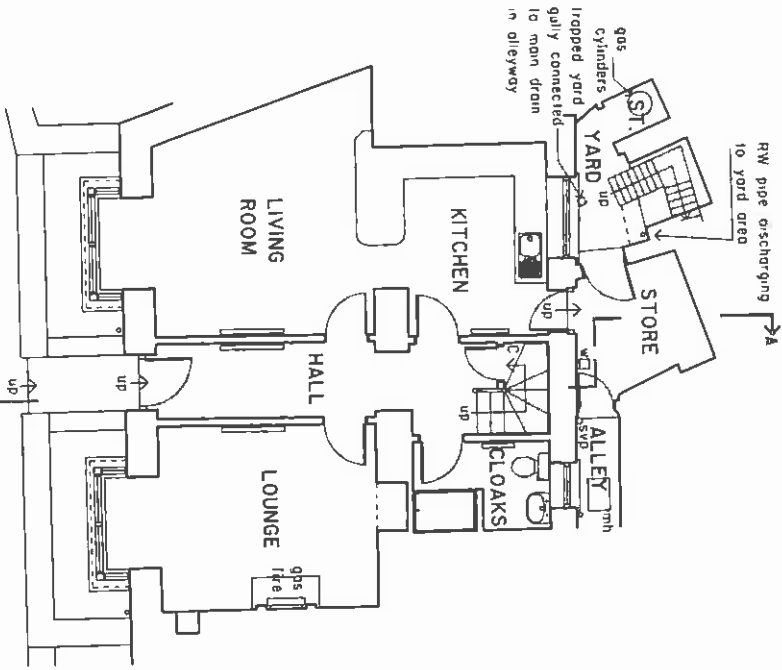 RW pipe discharging
to yard area
A
gas
cylinders
trapped yard
gully connected
to main drain
in alleyway
ST.
YARD
up
STORE
up
w
svp
ALLEY
mh
KITCHEN
LIVING
ROOM
C
up
CLOAKS
HALL
up
up
LOUNGE
gas
fire